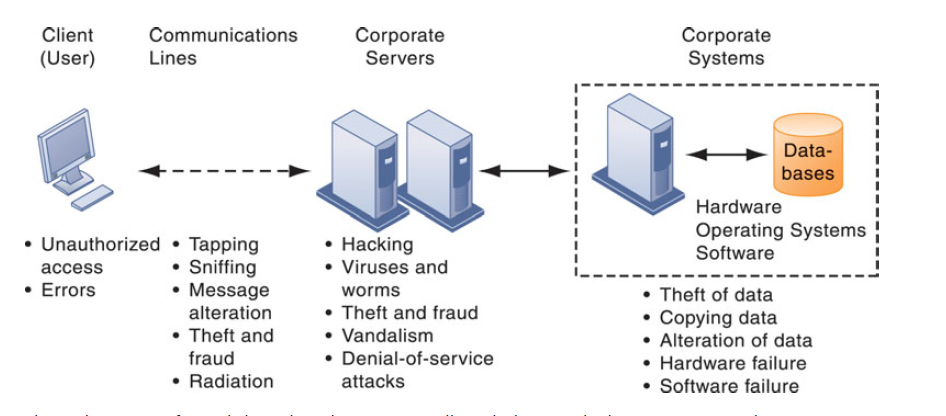 Client
(User)
Communications
Lines
Corporate
Servers
Corporate
Systems
Data-
bases
Hardware
Operating Systems
Software
• Unauthorized
access
• Errors
• Tapping
• Sniffing
• Message
alteration
• Theft and
fraud
• Radiation
• Hacking
• Viruses and
worms
• Theft and fraud
• Vandalism
• Denial-of-service
attacks
• Theft of data
• Copying data
• Alteration of data
• Hardware failure
• Software failure